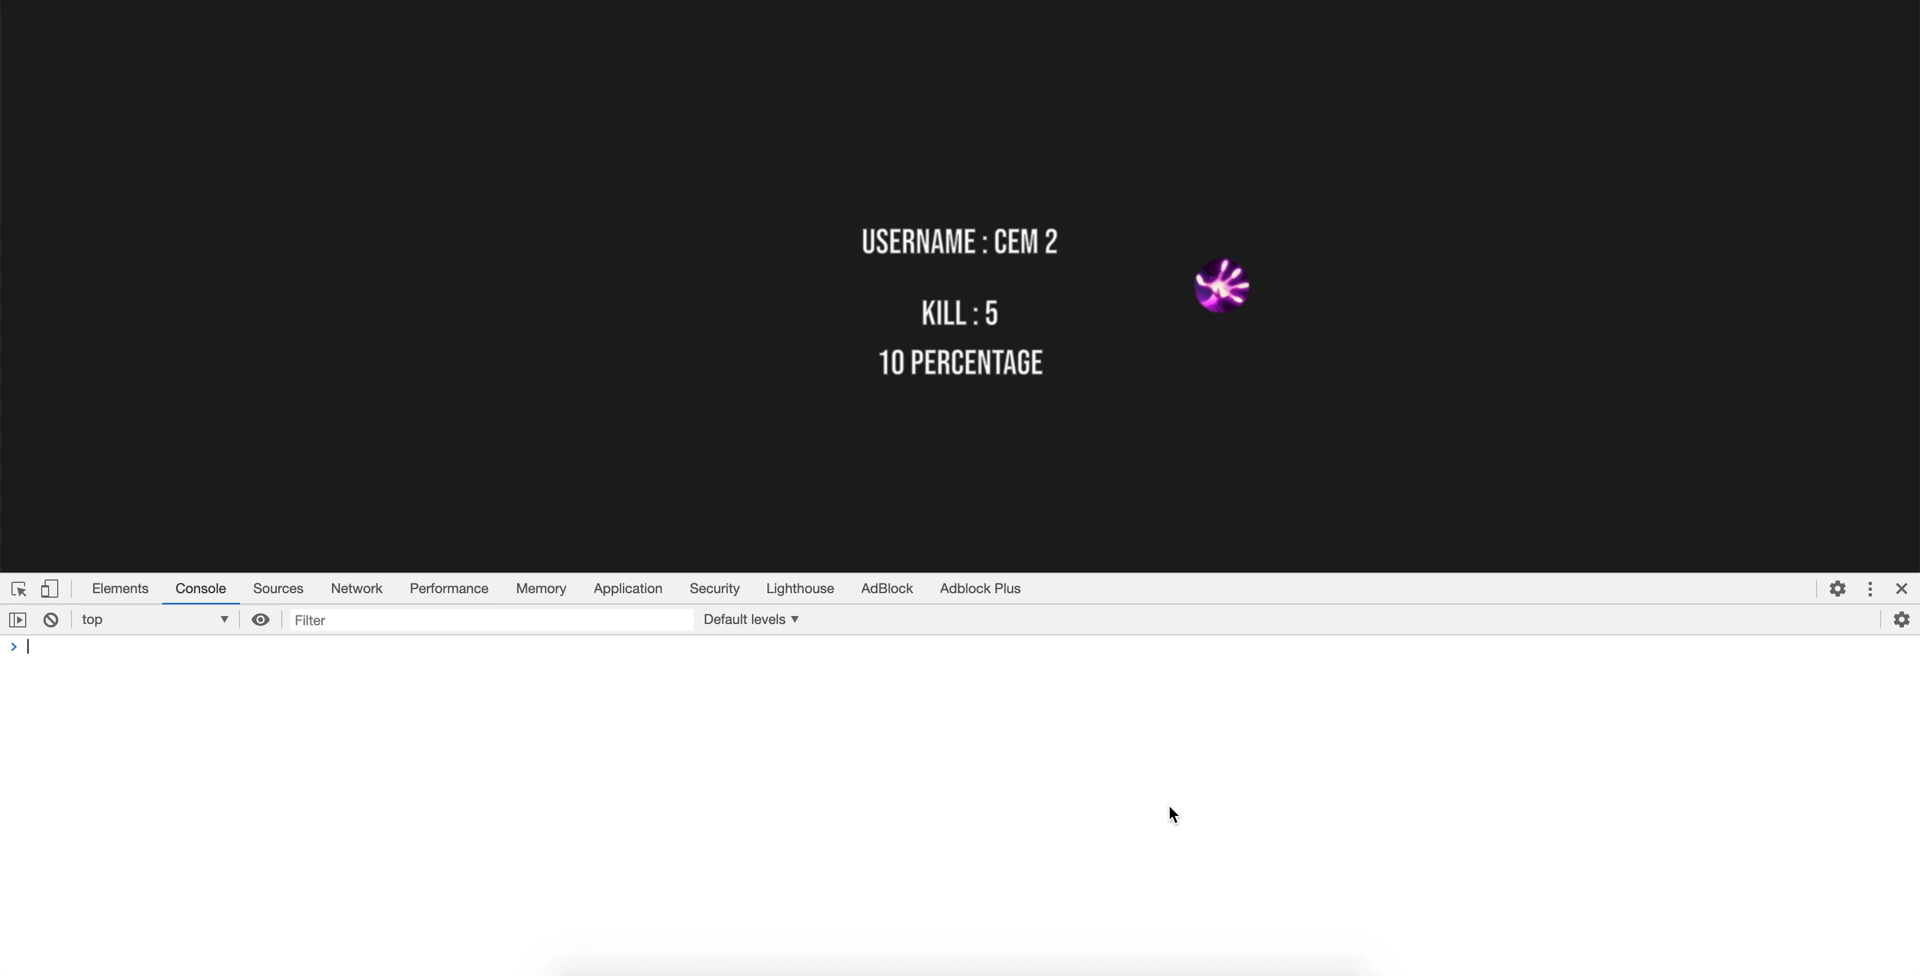 USERNAME : CEM 2
KILL : 5
10 PERCENTAGE
Elements Console Sources Network Performance Memory Application Security Lighthouse AdBlock Adblock Plus
top Filter Default levels